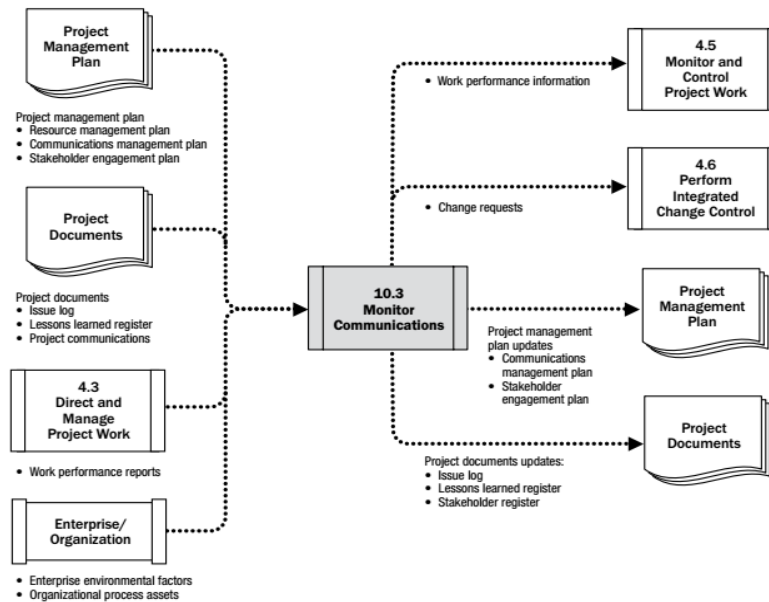 Project
Management
Plan
Project management plan
• Resource management plan
• Communications management plan
• Stakeholder engagement plan
Project
Documents
Project documents
• Issue log
• Lessons learned register
• Project communications
4.3
Direct and
Manage
Project Work
• Work performance reports
Enterprise/
Organization
• Enterprise environmental factors
• Organizational process assets
10.3
Monitor
Communications
• Work performance information
4.5
Monitor and
Control
Project Work
• Change requests
4.6
Perform
Integrated
Change Control
Project management
plan updates
• Communications
management plan
• Stakeholder
engagement plan
Project
Management
Plan
Project documents updates:
• Issue log
• Lessons learned register
• Stakeholder register
Project
Documents